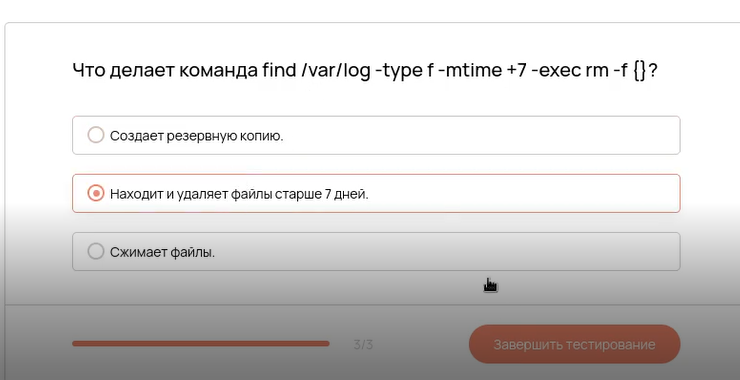 Что делает команда find /var/log -type f -mtime +7 -exec rm -f {}?
Создает резервную копию.
Находит и удаляет файлы старше 7 дней.
Сжимает файлы.
3/3
Завершить тестирование